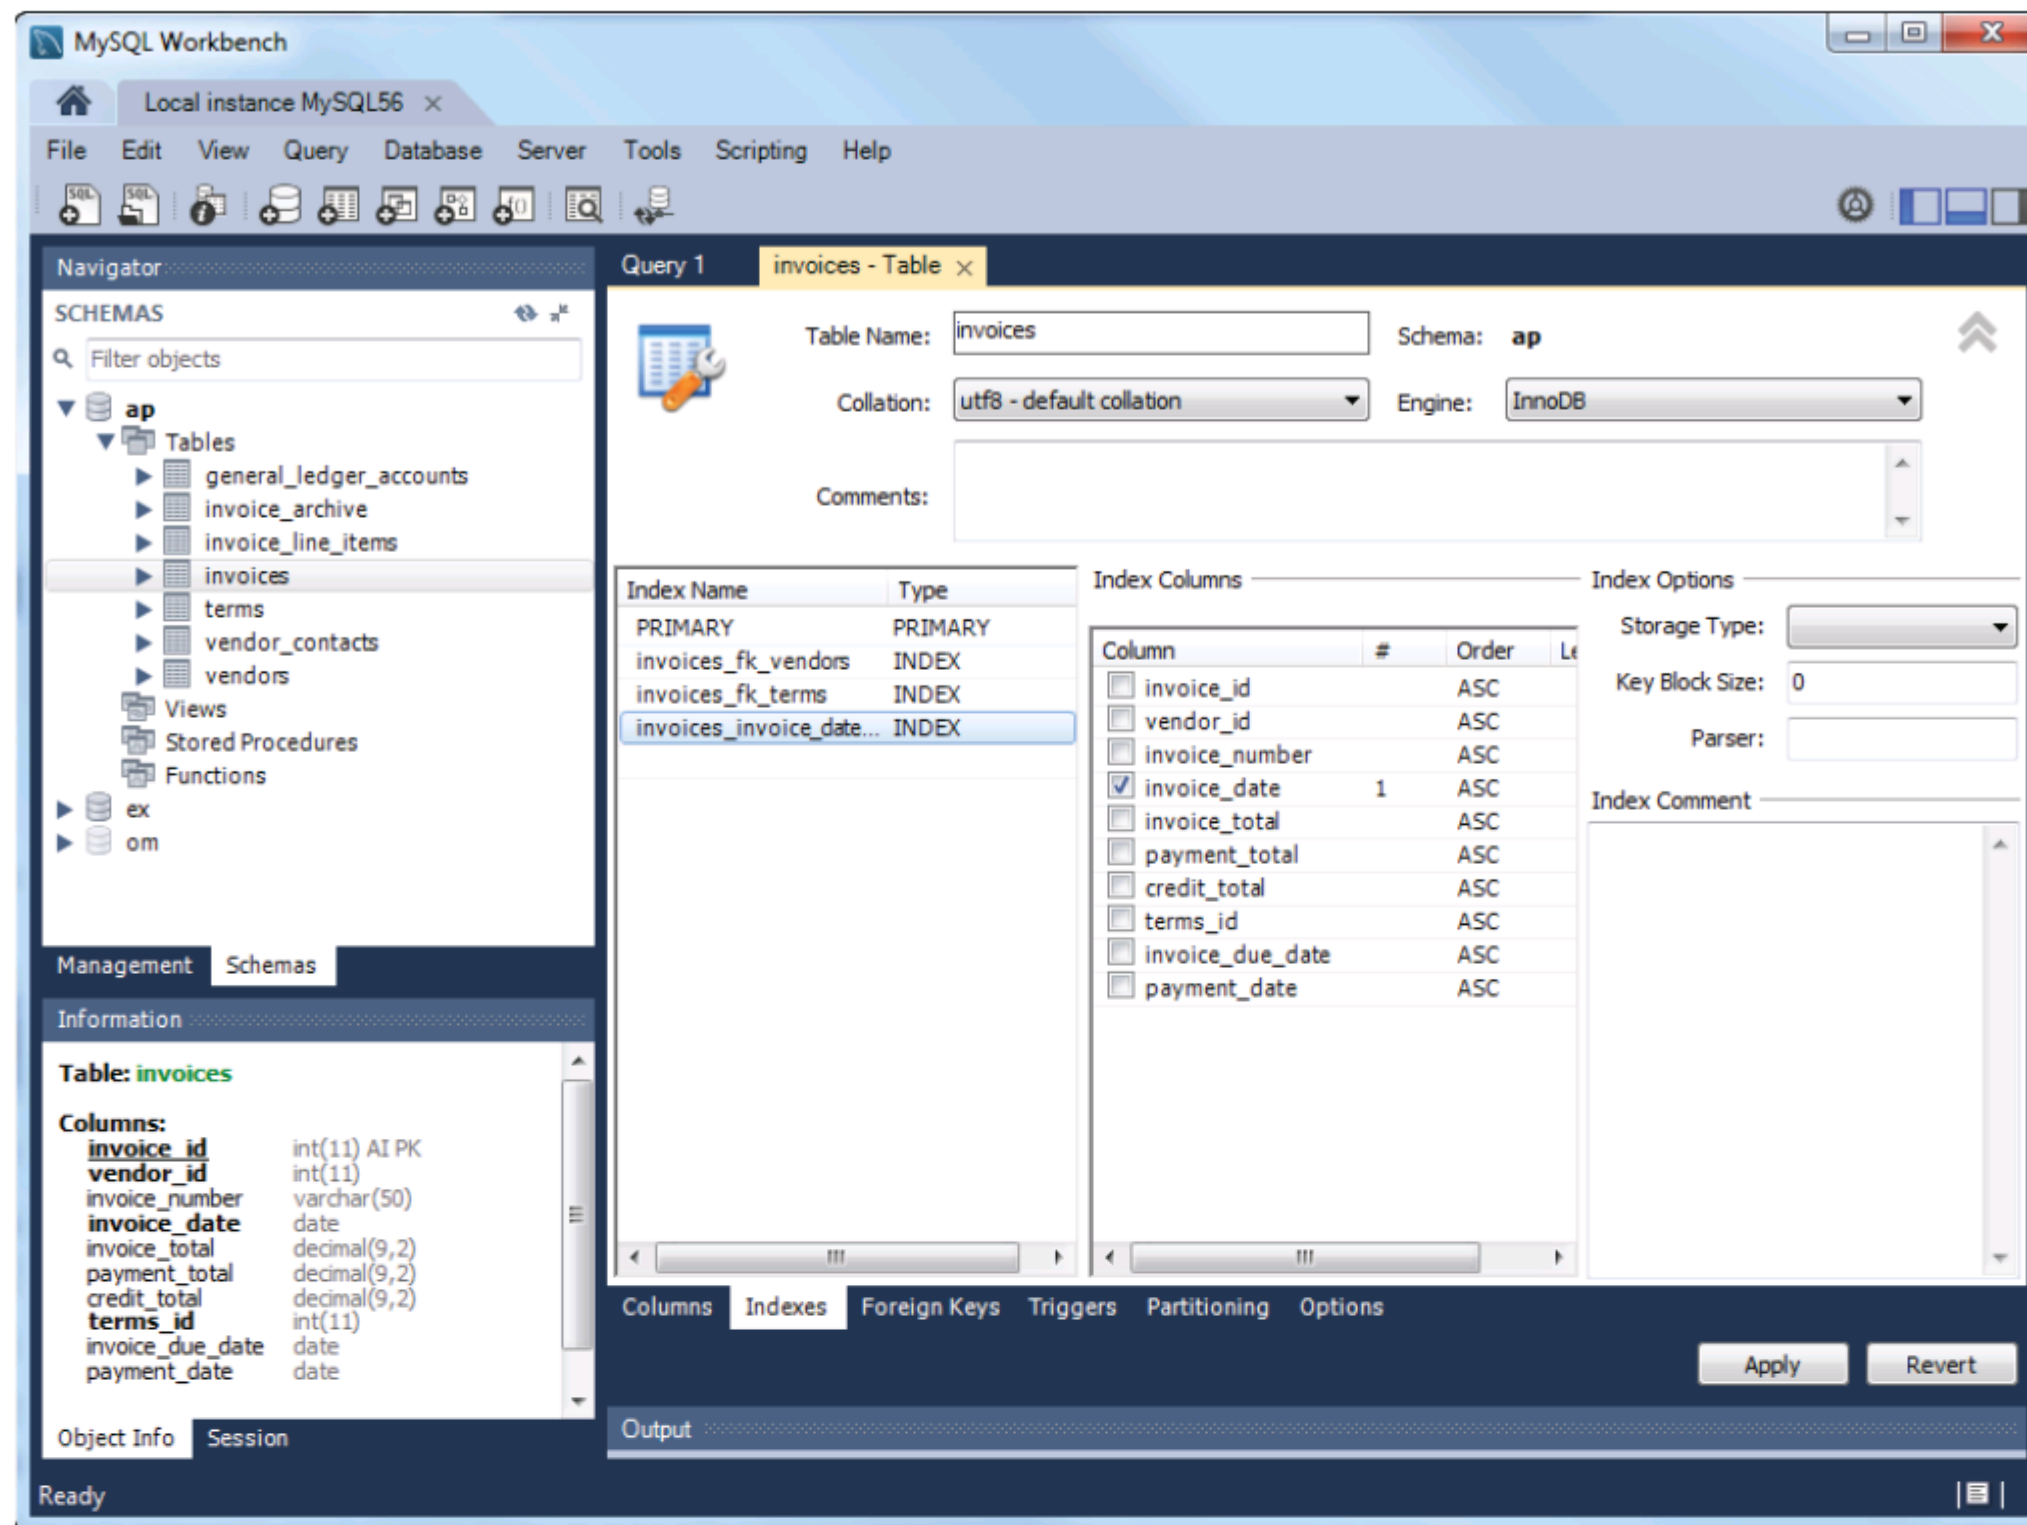 MySQL Workbench
Local instance MySQL56
File Edit View Query Database Server Tools Scripting Help
Navigator
SCHEMAS
Filter objects
ap
Tables
general_ledger_accounts
invoice_archive
invoice_line_items
invoices
terms
vendor_contacts
vendors
Views
Stored Procedures
Functions
ex
om
Management Schemas
Information
Table: invoices
Columns:
invoice_id int(11) AI PK
vendor_id int(11)
invoice_number varchar(50)
invoice_date date
invoice_total decimal(9,2)
payment_total decimal(9,2)
credit_total decimal(9,2)
terms_id int(11)
invoice_due_date date
payment_date date
Object Info Session
Query 1 invoices - Table
Table Name: invoices Schema: ap
Collation: utf8 - default collation Engine: InnoDB
Comments:
Index Name Type
PRIMARY PRIMARY
invoices_fk_vendors INDEX
invoices_fk_terms INDEX
invoices_invoice_date... INDEX
Index Columns
Column # Order Le
invoice_id ASC
vendor_id ASC
invoice_number ASC
invoice_date 1 ASC
invoice_total ASC
payment_total ASC
credit_total ASC
terms_id ASC
invoice_due_date ASC
payment_date ASC
Index Options
Storage Type:
Key Block Size: 0
Parser:
Index Comment
Columns Indexes Foreign Keys Triggers Partitioning Options
Apply Revert
Output
Ready